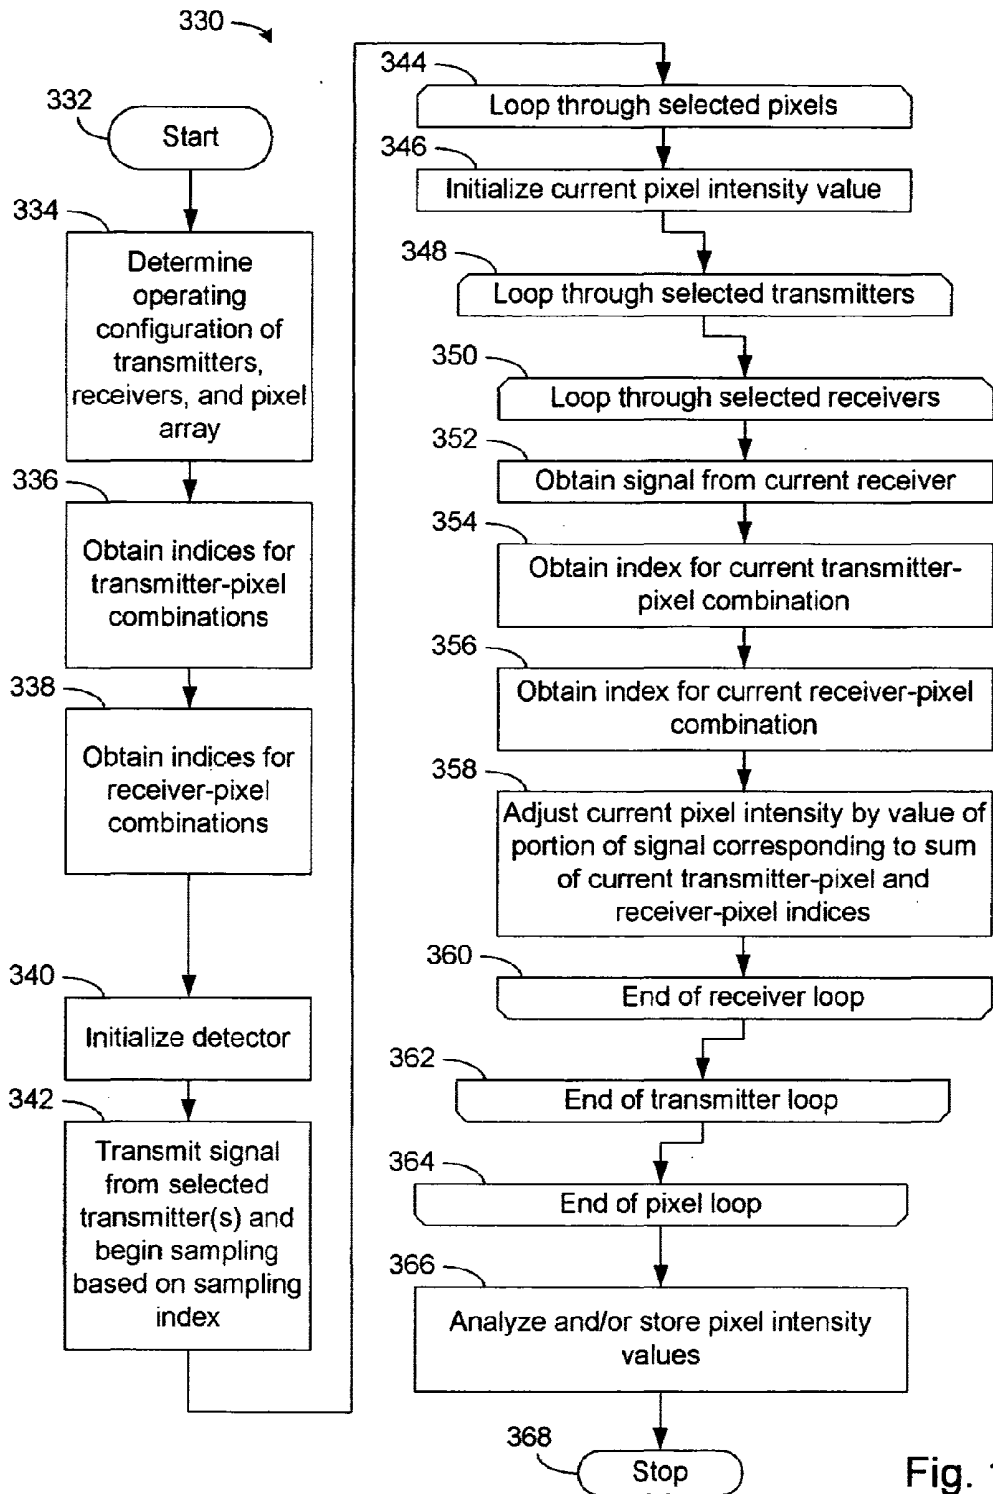 330
332
Start
334
Determine
operating
configuration of
transmitters,
receivers, and pixel
array
336
Obtain indices for
transmitter-pixel
combinations
338
Obtain indices for
receiver-pixel
combinations
340
Initialize detector
342
Transmit signal
from selected
transmitter(s) and
begin sampling
based on sampling
index
344
Loop through selected pixels
346
Initialize current pixel intensity value
348
Loop through selected transmitters
350
Loop through selected receivers
352
Obtain signal from current receiver
354
Obtain index for current transmitter-
pixel combination
356
Obtain index for current receiver-pixel
combination
358
Adjust current pixel intensity by value of
portion of signal corresponding to sum
of current transmitter-pixel and
receiver-pixel indices
360
End of receiver loop
362
End of transmitter loop
364
End of pixel loop
366
Analyze and/or store pixel intensity
values
368
Stop
Fig.